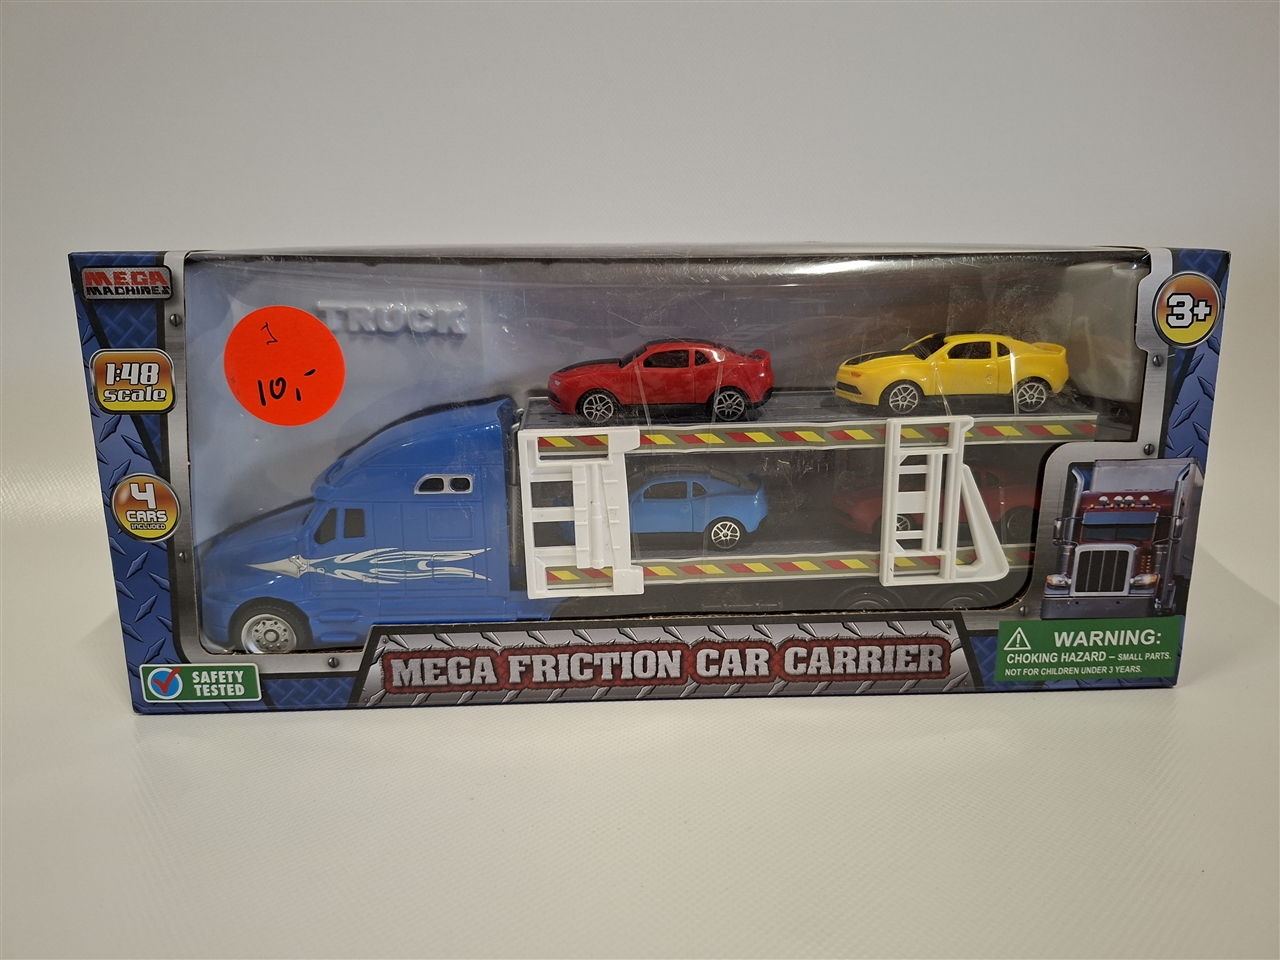 MEGA
MACHINES
1:48
scale
4
CARS
INCLUDED
1
10,-
TRUCK
3+
MEGA FRICTION CAR CARRIER
SAFETY
TESTED
WARNING:
CHOKING HAZARD – SMALL PARTS.
NOT FOR CHILDREN UNDER 3 YEARS.